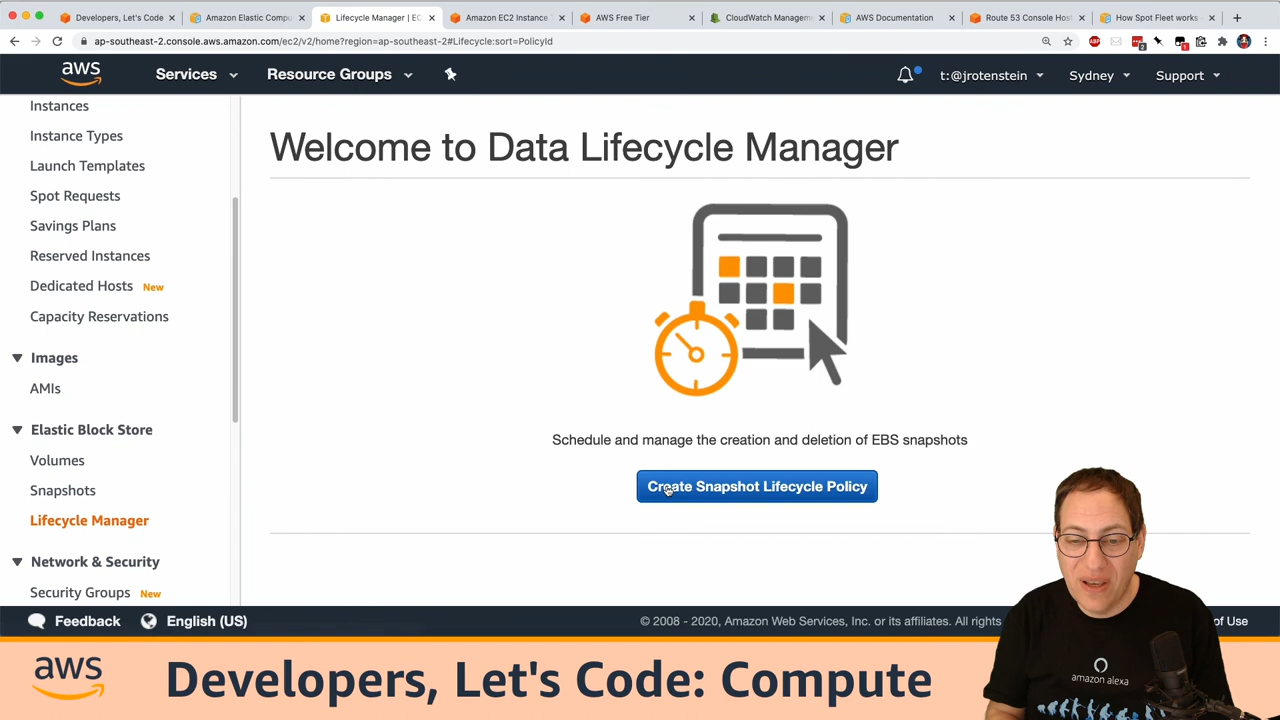 Developers, Let's Code
Amazon Elastic Compu
Lifecycle Manager | EC
Amazon EC2 Instance
AWS Free Tier
CloudWatch Managem
AWS Documentation
Route 53 Console Hos
How Spot Fleet works
ap-southeast-2.console.aws.amazon.com/ec2/v2/home?region=ap-southeast-2#Lifecycle:sort=PolicyId
ABP
2
1
aws
Services
Resource Groups
t:@jrotenstein
Sydney
Support
Instances
Instance Types
Launch Templates
Spot Requests
Savings Plans
Reserved Instances
Dedicated Hosts New
Capacity Reservations
Images
AMIs
Elastic Block Store
Volumes
Snapshots
Lifecycle Manager
Network & Security
Security Groups New
Welcome to Data Lifecycle Manager
Schedule and manage the creation and deletion of EBS snapshots
Create Snapshot Lifecycle Policy
Feedback
English (US)
© 2008 - 2020, Amazon Web Services, Inc. or its affiliates. All rights
of Use
aws
Developers, Let's Code: Compute
amazon alexa